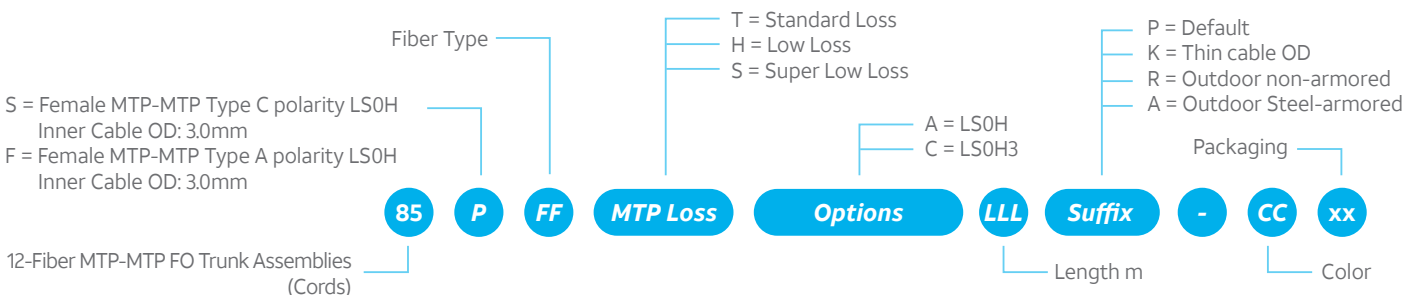 Fiber Type
T = Standard Loss
H = Low Loss
S = Super Low Loss
P = Default
K = Thin cable OD
R = Outdoor non-armored
A = Outdoor Steel-armored
S = Female MTP-MTP Type C polarity LS0H
Inner Cable OD: 3.0mm
F = Female MTP-MTP Type A polarity LS0H
Inner Cable OD: 3.0mm
A = LS0H
C = LS0H3
Packaging
85 P FF MTP Loss Options LLL Suffix - CC xx
12-Fiber MTP-MTP FO Trunk Assemblies
(Cords)
Length m
Color